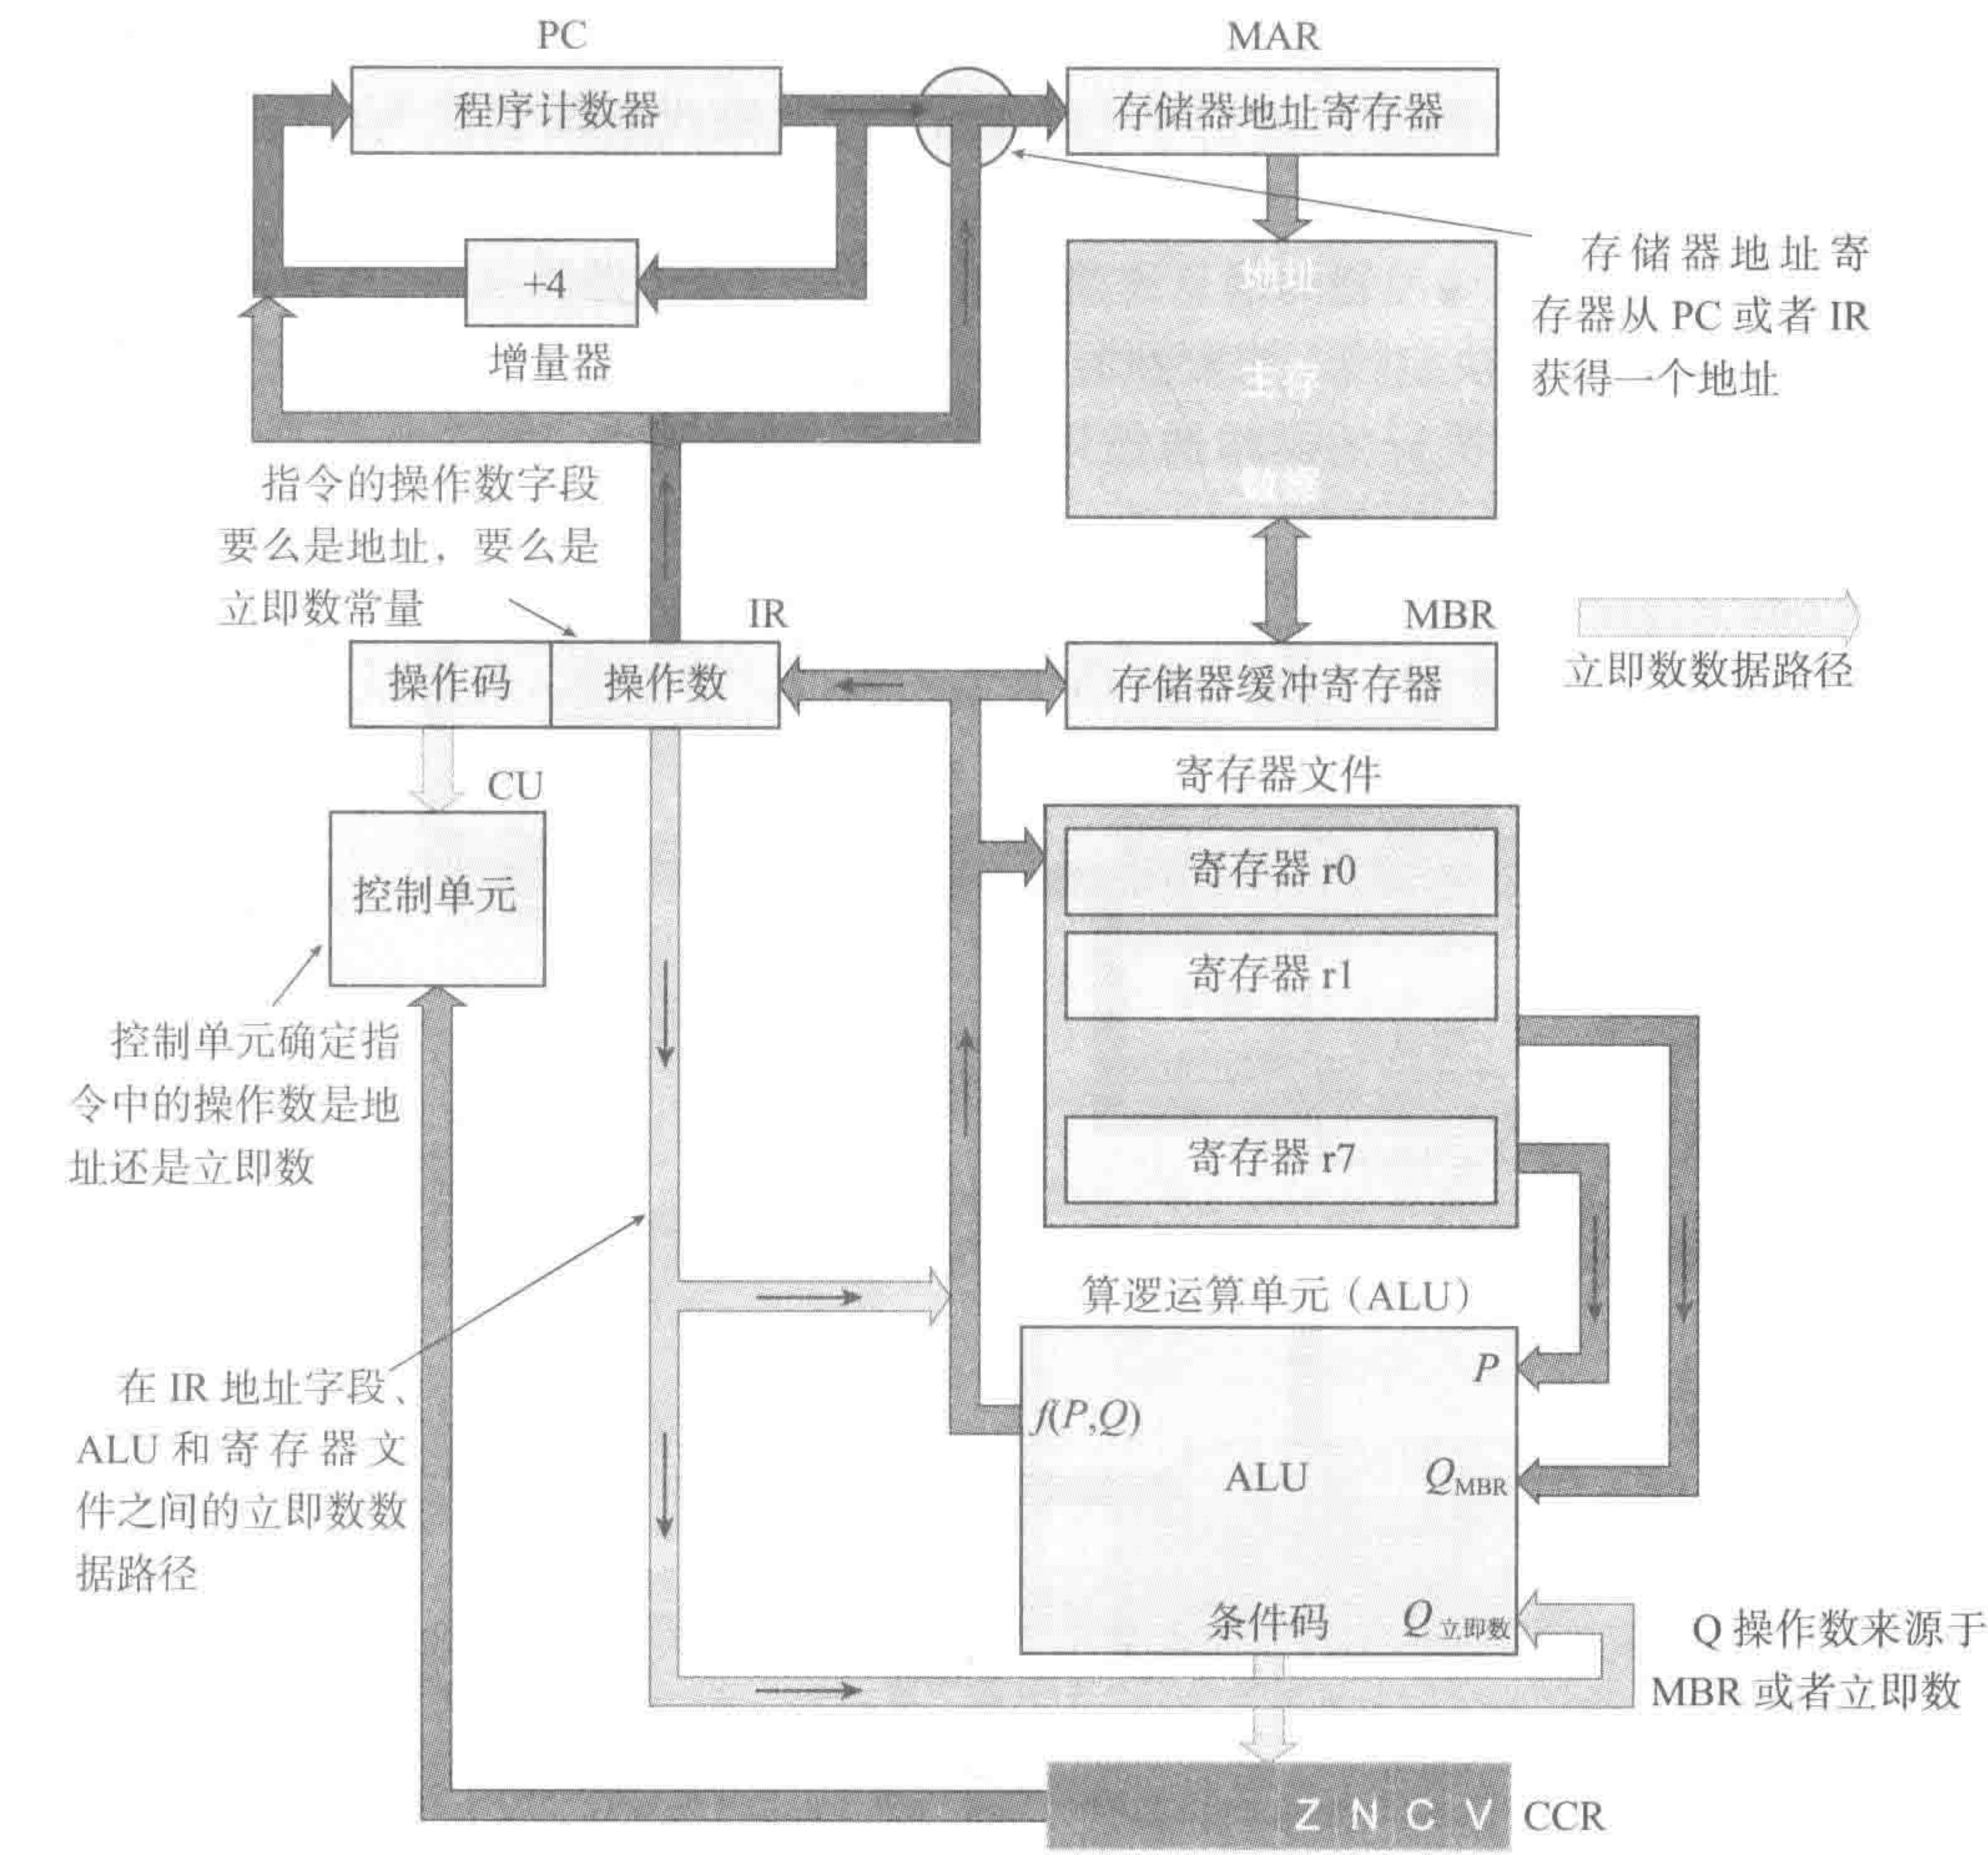 PC
MAR
程序计数器
存储器地址寄存器
+4
增量器
地址
主存
数据
存储器地址寄
存器从 PC 或者 IR
获得一个地址
指令的操作数字段
要么是地址，要么是
立即数常量
IR
MBR
操作码
操作数
存储器缓冲寄存器
立即数数据路径
CU
寄存器文件
控制单元
寄存器 r0
寄存器 r1
寄存器 r7
控制单元确定指
令中的操作数是地
址还是立即数
算逻运算单元（ALU）
P
f(P,Q)
ALU
QMBR
在 IR 地址字段、
ALU 和寄存器文
件之间的立即数数
据路径
条件码
Q 立即数
Q 操作数来源于
MBR 或者立即数
Z N C V
CCR